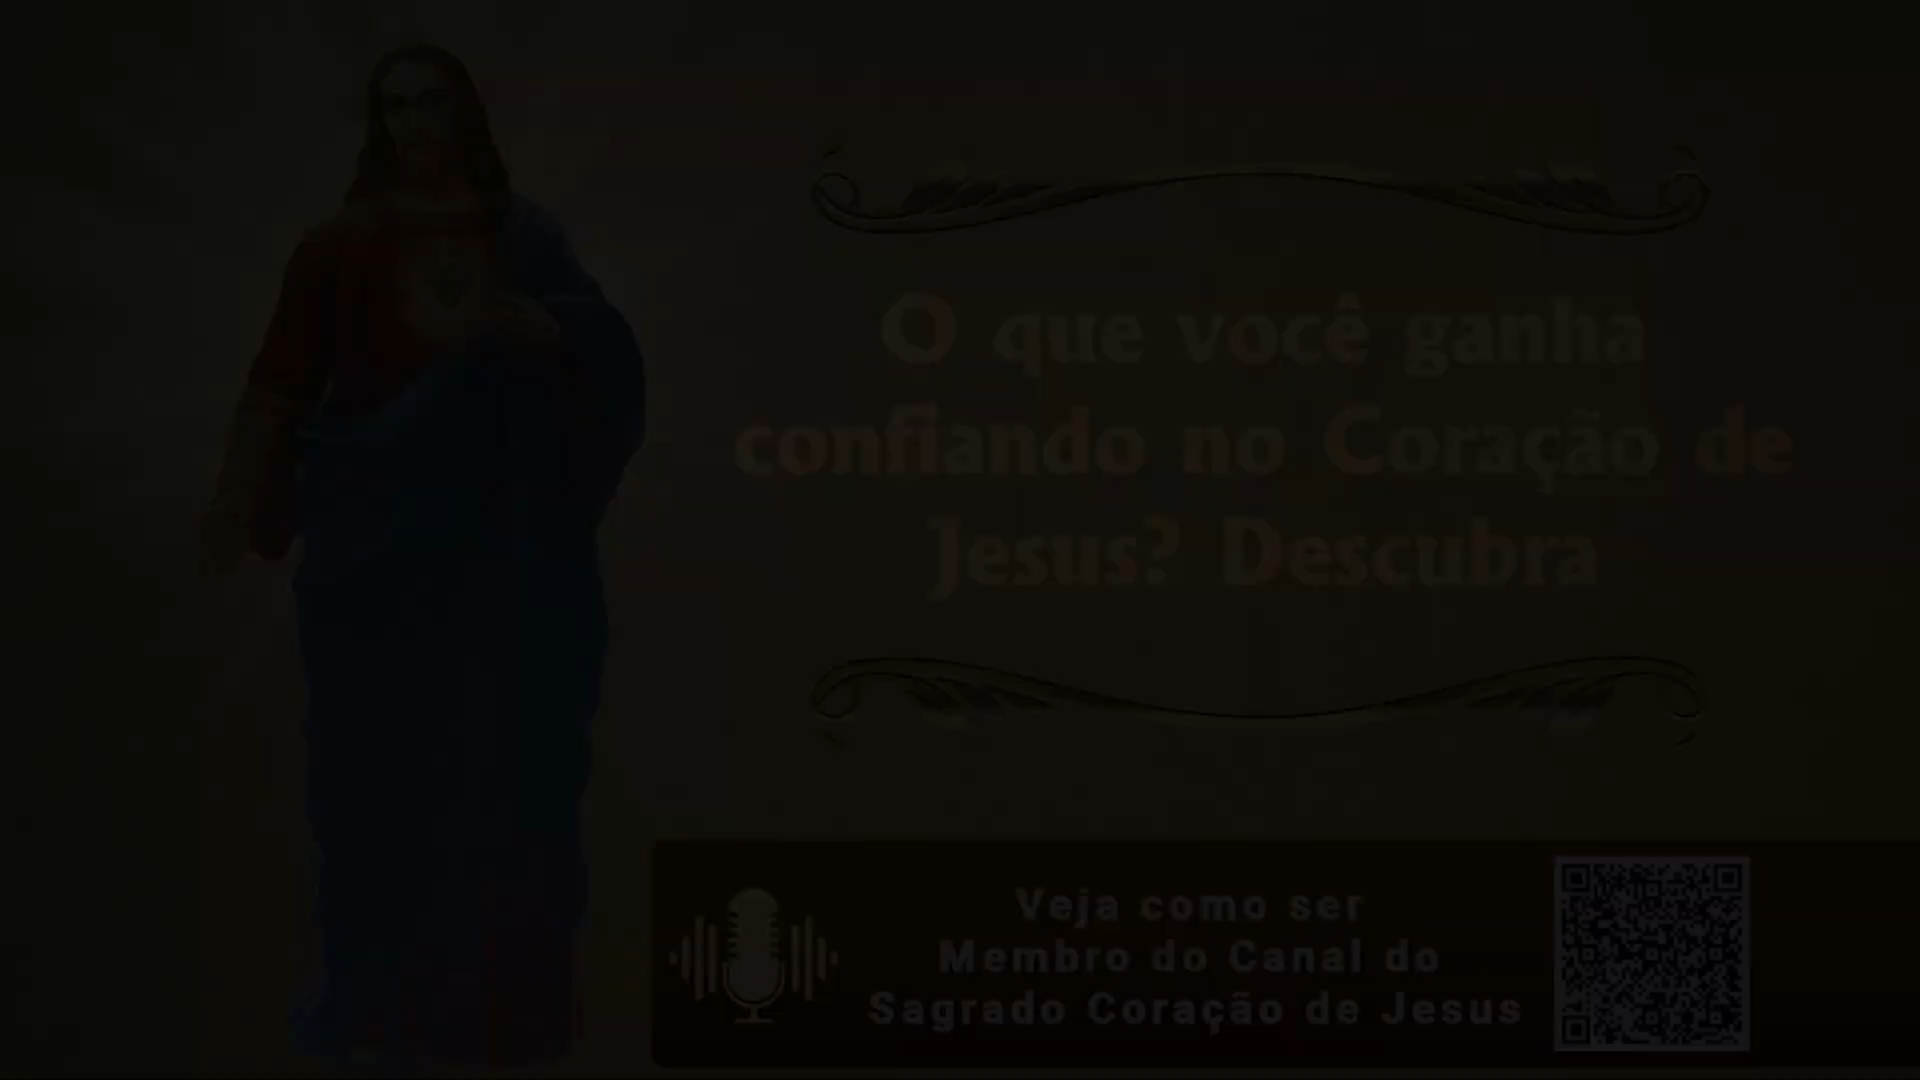 O que você ganha
confiando no Coração de
Jesus? Descubra
Veja como ser
Membro do Canal do
Sagrado Coração de Jesus